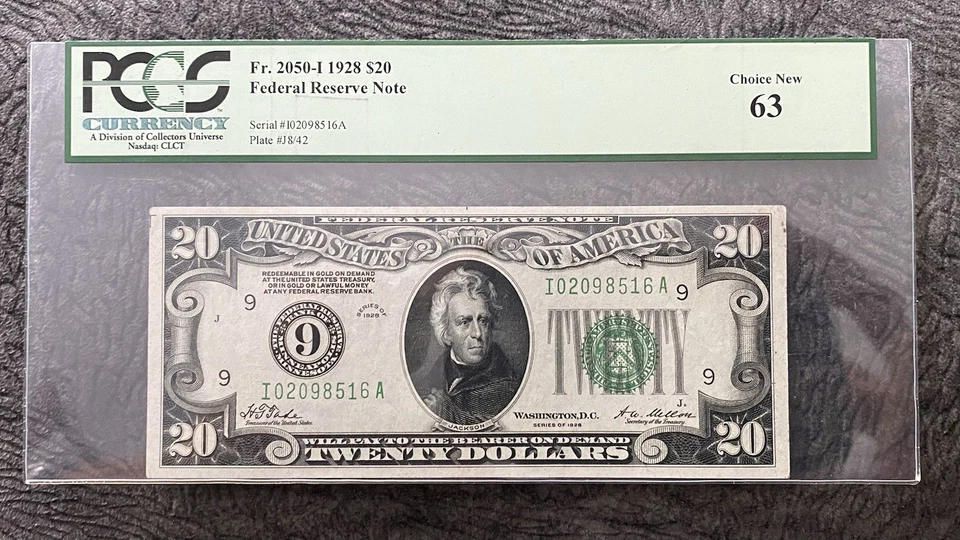 PCGS
CURRENCY
A Division of Collectors Universe
Nasdaq: CLCT
Fr. 2050-I 1928 $20
Federal Reserve Note
Serial #I02098516A
Plate #J8/42
Choice New
63
FEDERAL RESERVE NOTE
20 UNITED STATES THE OF AMERICA 20
REDEEMABLE IN GOLD ON DEMAND
AT THE UNITED STATES TREASURY,
OR IN GOLD OR LAWFUL MONEY
AT ANY FEDERAL RESERVE BANK.
I02098516A
9 9
J
SERIES OF
1928
9
TWENTY
9 9
I02098516A
H.T. Tate
Treasurer of the United States.
JACKSON
WASHINGTON, D.C.
SERIES OF 1928
J.
A.W. Mellon
Secretary of the Treasury.
20 WILL PAY TO THE BEARER ON DEMAND 20
TWENTY DOLLARS